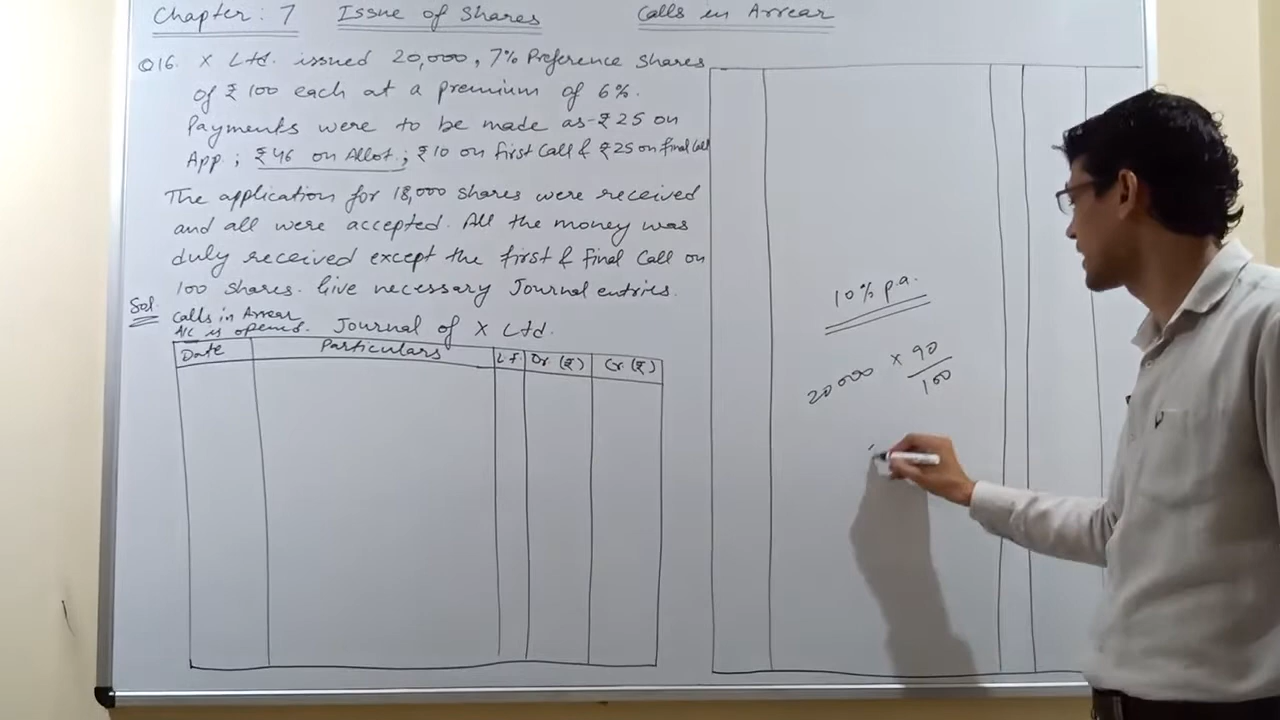 Chapter: 7 Issue of Shares Calls in Arrear
Q16. X Ltd. issued 20,000, 7% Preference Shares
of ₹ 100 each at a premium of 6%.
Payments were to be made as - ₹ 25 on
App ; ₹ 46 on Allot. ; ₹ 10 on first Call & ₹ 25 on final Call
The application for 18,000 shares were received
and all were accepted. All the money was
duly received except the first & final Call on
100 shares. Give necessary Journal entries.
Sol. Calls in Arrear
A/c is opened. Journal of X Ltd.
Date Particulars L.F. Dr. (₹) Cr. (₹)
10% p.a.
20000 × 90
100